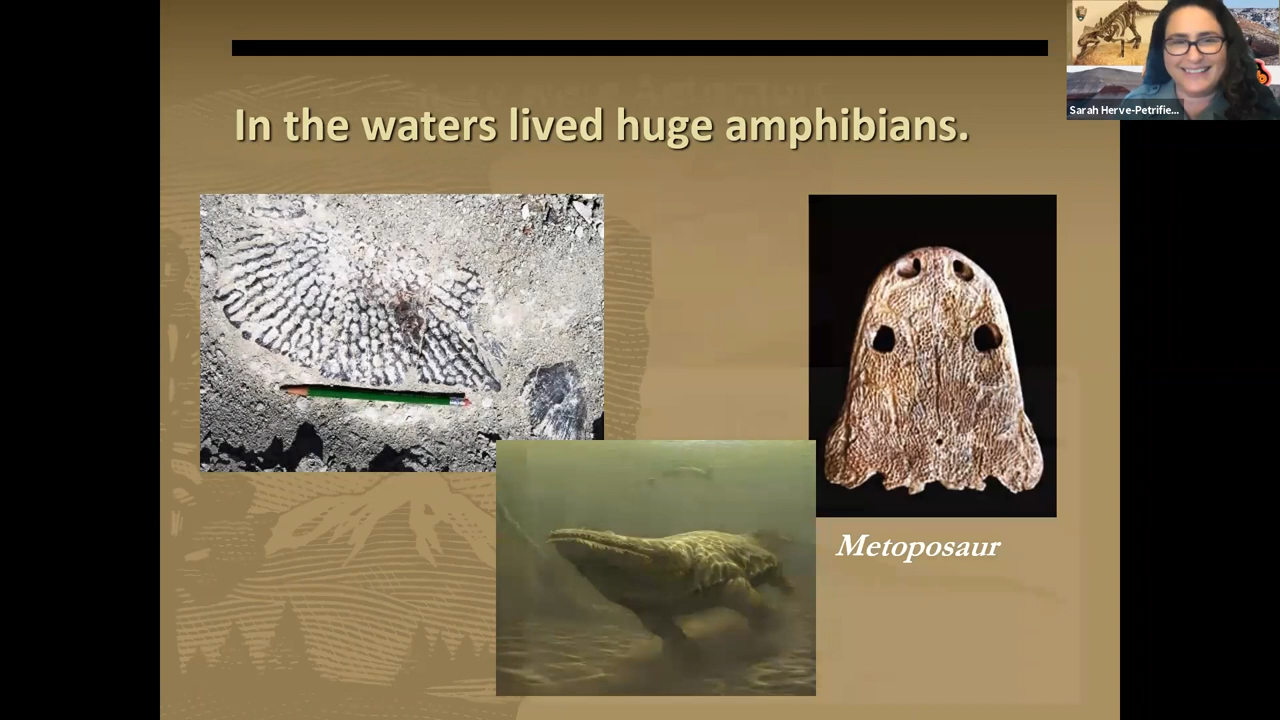 In the waters lived huge amphibians.
Sarah Herve-Petrifie...
Metoposaur